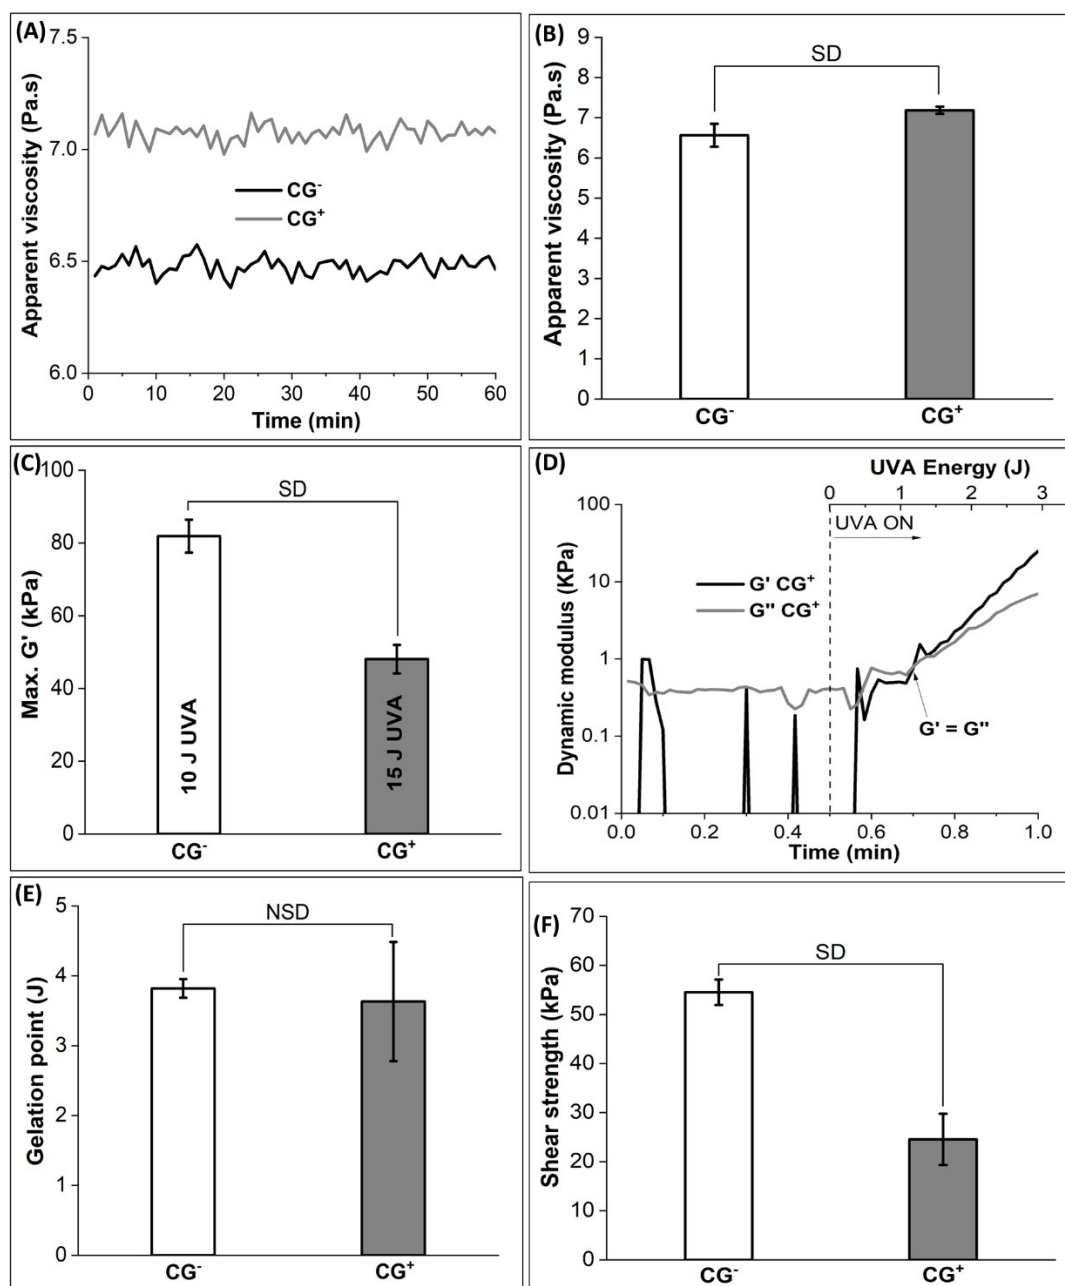 (A)
7.5
7.0
6.5
6.0
Apparent viscosity (Pa.s)
CG⁻
CG⁺
0 10 20 30 40 50 60
Time (min)
(B)
9
8
7
6
5
4
3
2
1
0
Apparent viscosity (Pa.s)
SD
CG⁻ CG⁺
(C)
100
80
60
40
20
0
Max. G' (kPa)
SD
10 J UVA
15 J UVA
CG⁻ CG⁺
(D)
UVA Energy (J)
0 1 2 3
UVA ON
100
10
1
0.1
0.01
Dynamic modulus (KPa)
G' CG⁺
G" CG⁺
G' = G"
0.0 0.2 0.4 0.6 0.8 1.0
Time (min)
(E)
5
4
3
2
1
0
Gelation point (J)
NSD
CG⁻ CG⁺
(F)
70
60
50
40
30
20
10
0
Shear strength (kPa)
SD
CG⁻ CG⁺